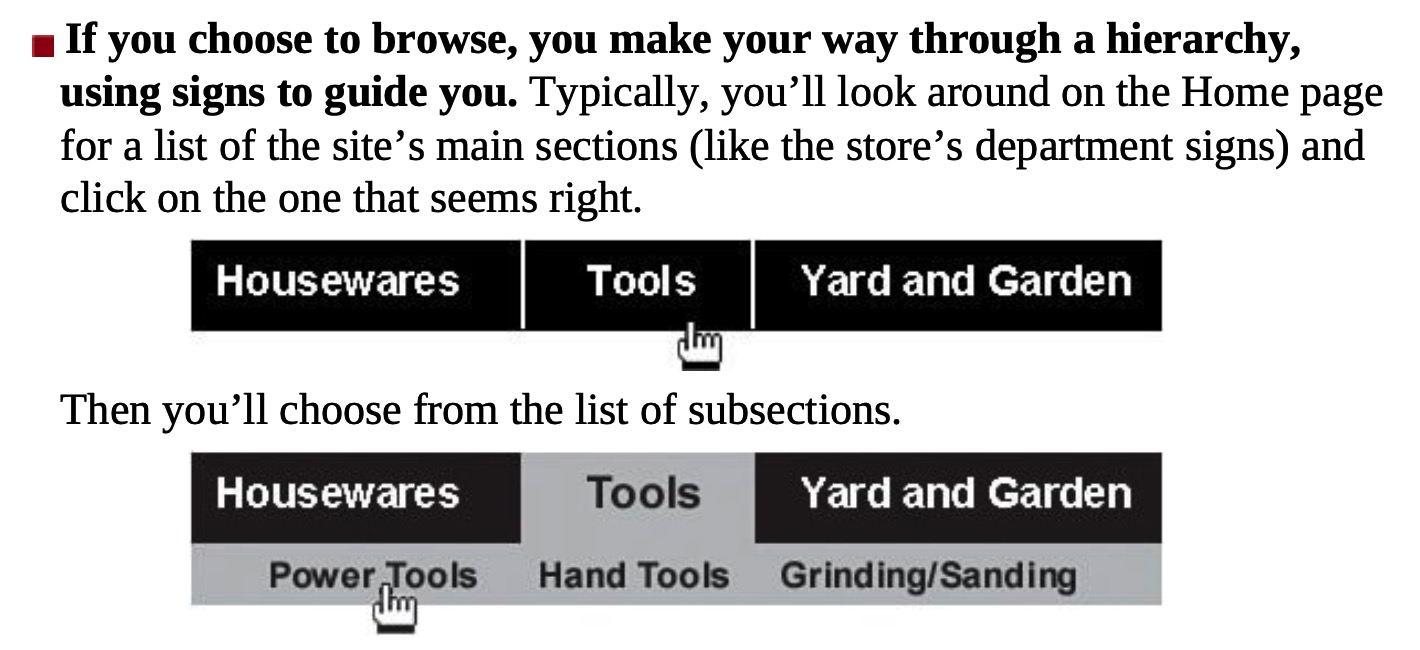 If you choose to browse, you make your way through a hierarchy,
using signs to guide you. Typically, you’ll look around on the Home page
for a list of the site’s main sections (like the store’s department signs) and
click on the one that seems right.
Housewares Tools Yard and Garden
Then you’ll choose from the list of subsections.
Housewares Tools Yard and Garden
Power Tools Hand Tools Grinding/Sanding